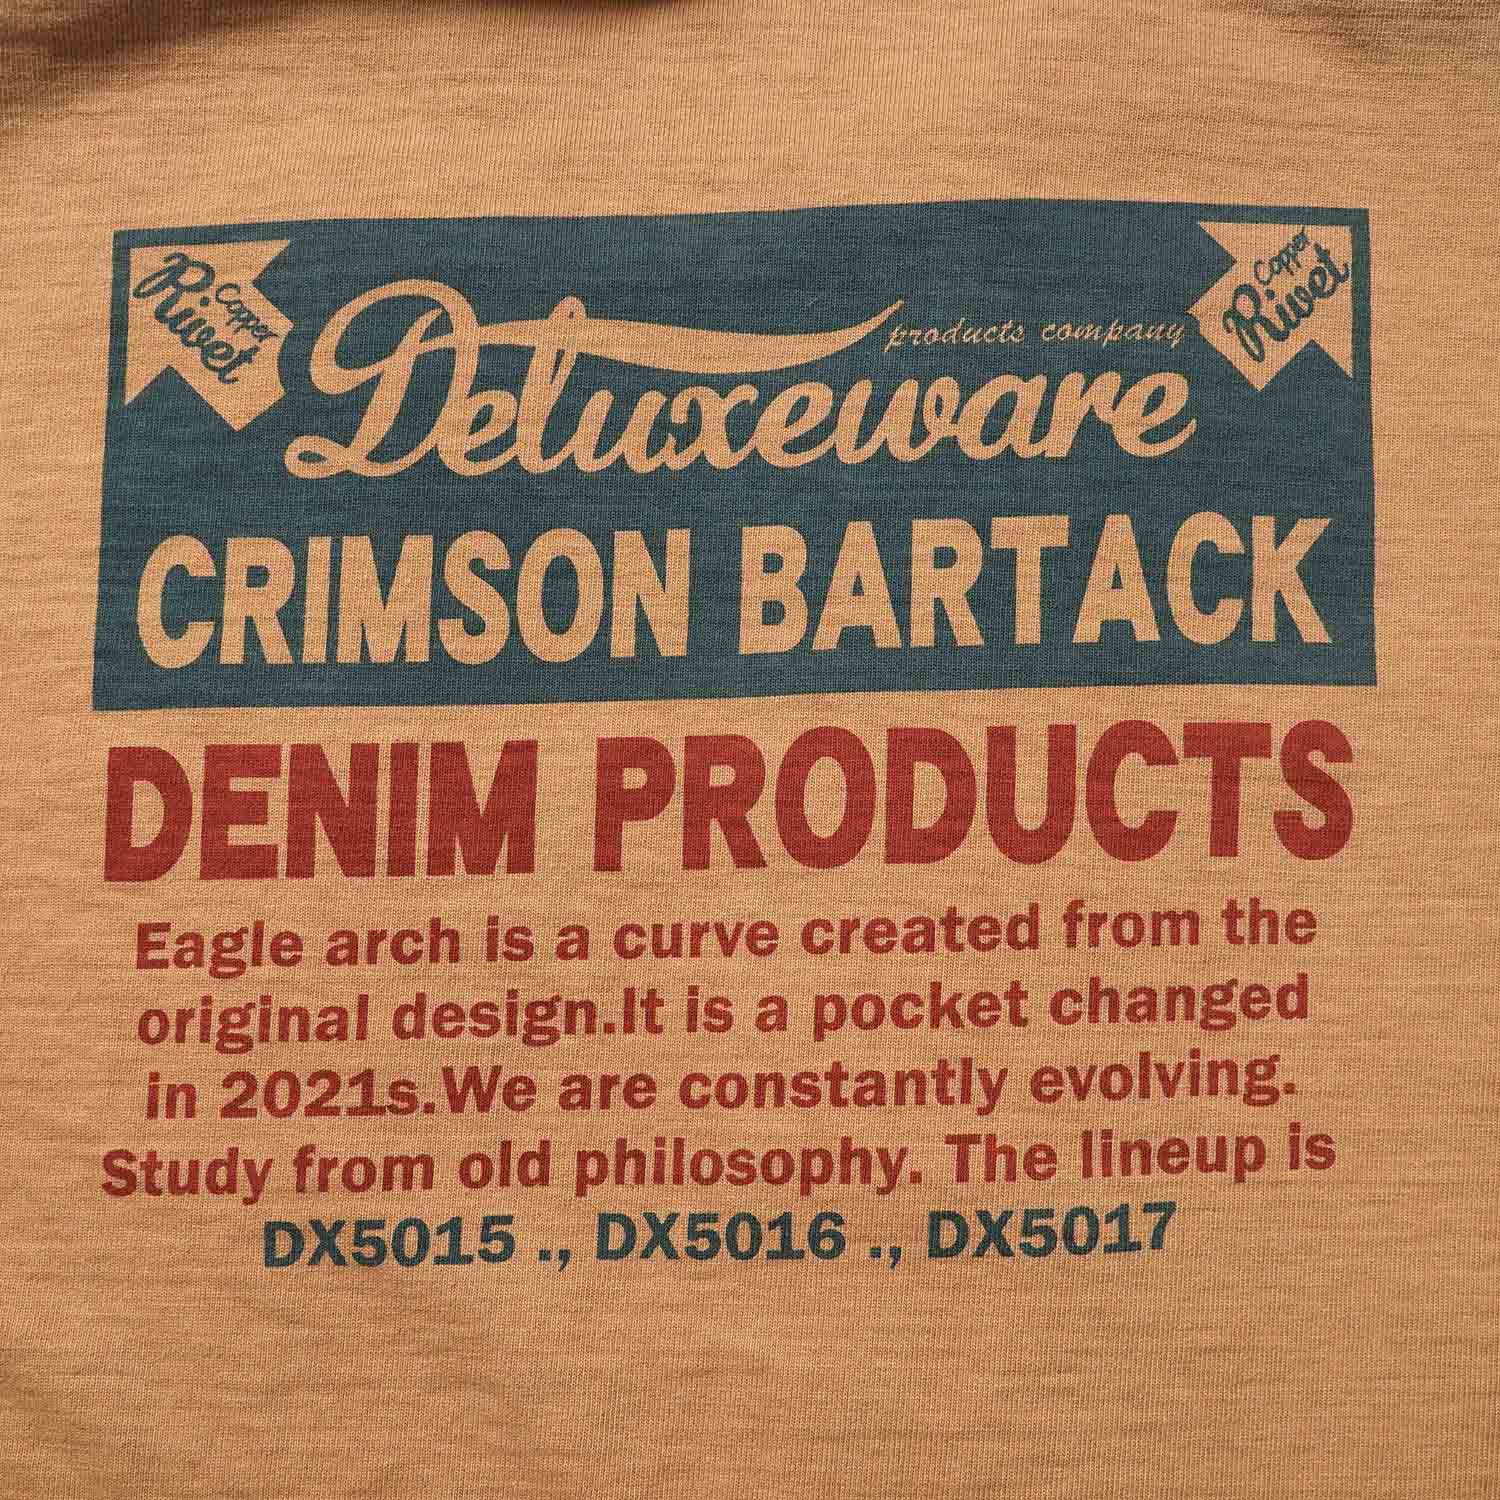 Copper
Rivet
Copper
Rivet
products company
Deluxeware
CRIMSON BARTACK
DENIM PRODUCTS
Eagle arch is a curve created from the
original design.It is a pocket changed
in 2021s.We are constantly evolving.
Study from old philosophy. The lineup is
DX5015 ., DX5016 ., DX5017